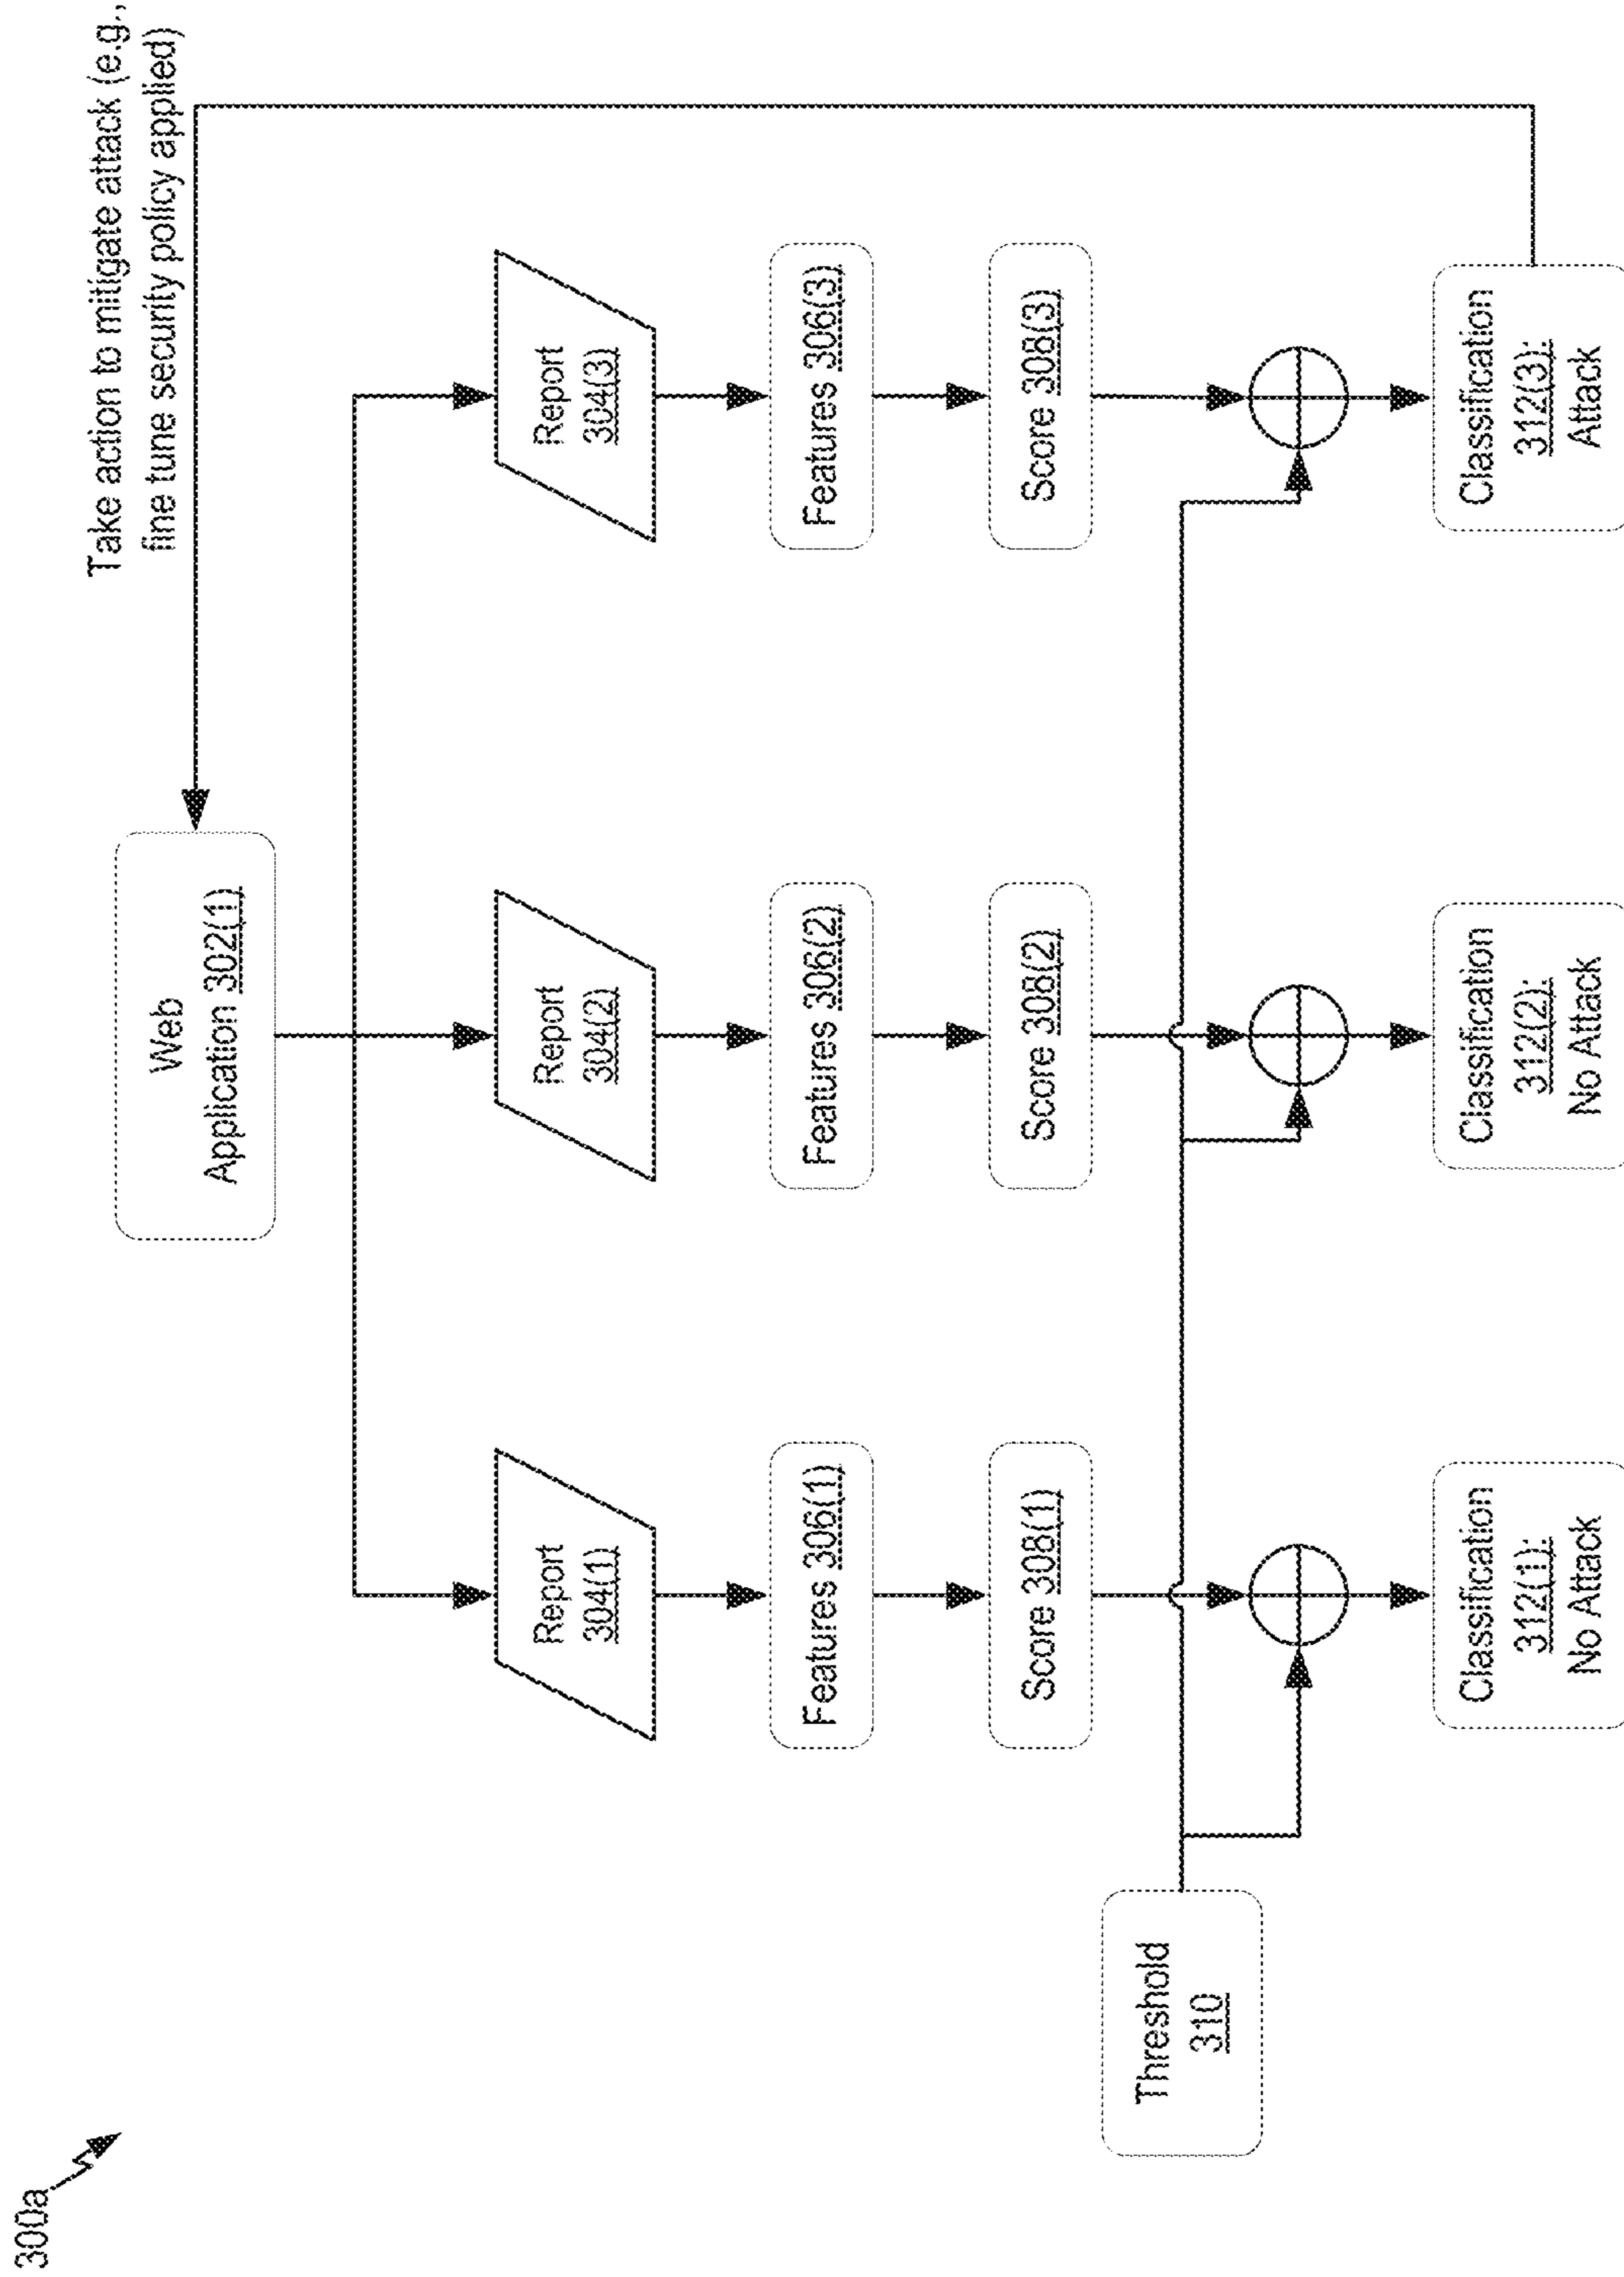 300a
Take action to mitigate attack (e.g.,
fine tune security policy applied)
Web
Application 302(1)
Report
304(1)
Report
304(2)
Report
304(3)
Features 306(1)
Features 306(2)
Features 306(3)
Score 308(1)
Score 308(2)
Score 308(3)
Threshold
310
Classification
312(1):
No Attack
Classification
312(2):
No Attack
Classification
312(3):
Attack